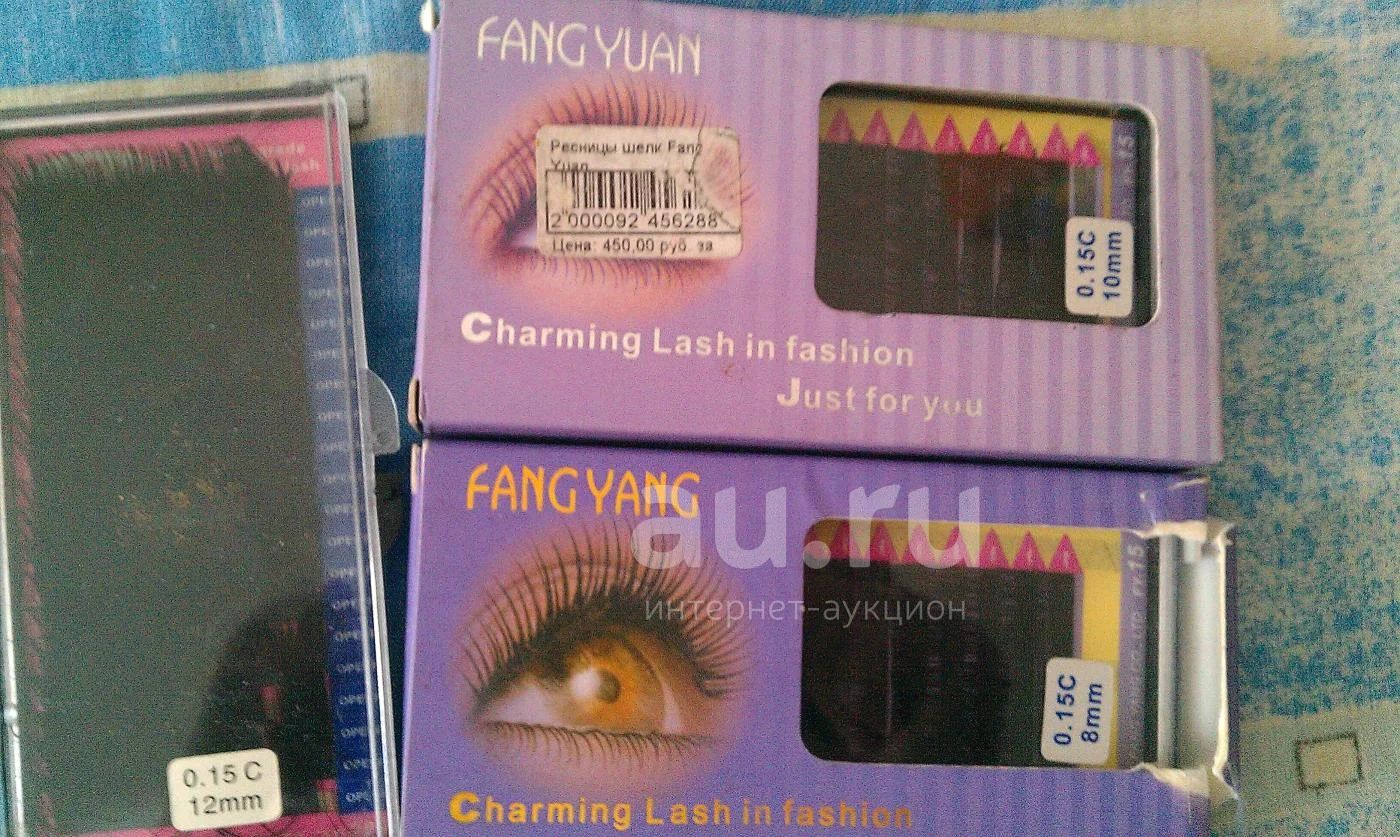 FANG YUAN
Ресницы шелк Fang
Yuan
2 000092 456288
Цена: 450,00 руб. за
0.15C
10mm
Charming Lash in fashion
Just for you
FANG YANG
au.ru
интернет-аукцион
0.15C
8mm
Charming Lash in fashion
0.15 C
12mm